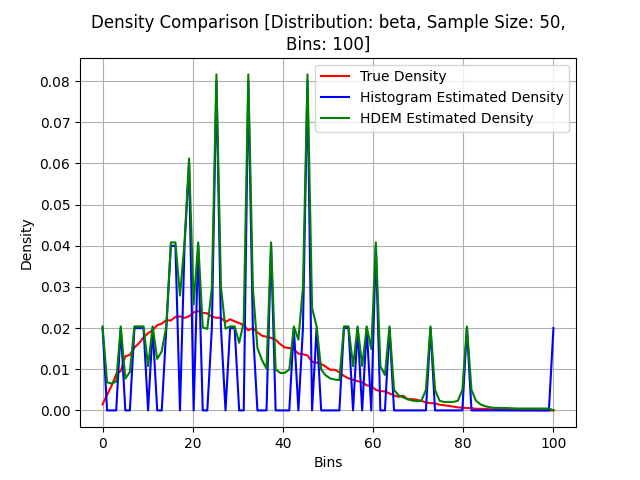 Density Comparison [Distribution: beta, Sample Size: 50,
Bins: 100]
True Density
Histogram Estimated Density
HDEM Estimated Density
Density
0.08
0.07
0.06
0.05
0.04
0.03
0.02
0.01
0.00
0 20 40 60 80 100
Bins